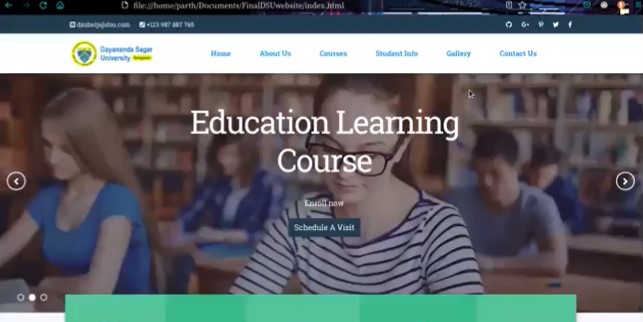 file:///home/parth/Documents/FinalDSUwebsite/index.html
dsuhelp@dsu.com +123 987 887 765
G+
Dayananda Sagar
University
Home About Us Courses Student Info Gallery Contact Us
Education Learning
Course
Enroll now
Schedule A Visit